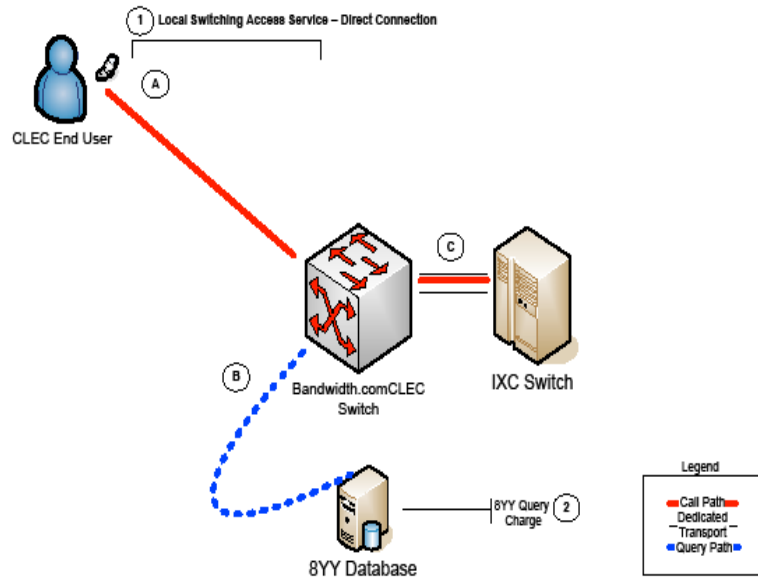 1 Local Switching Access Service – Direct Connection
A
CLEC End User
C
B
Bandwidth.comCLEC
Switch
IXC Switch
8YY Query
Charge
2
8YY Database
Legend
Call Path
Dedicated
Transport
Query Path